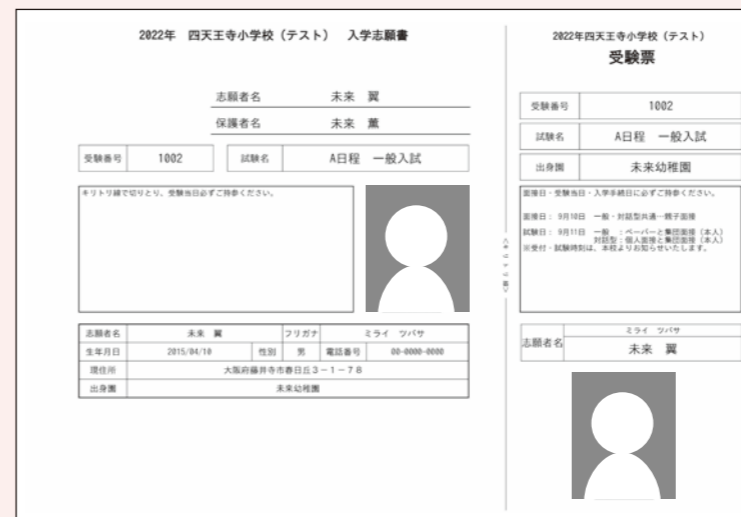 2022年 四天王寺小学校（テスト） 入学志願書
志願者名 未来 翼
保護者名 未来 薫
受験番号 1002 試験名 A日程 一般入試
キリトリ線で切りとり、受験当日必ずご持参ください。
志願者名 未来 翼 フリガナ ミライ ツバサ
生年月日 2015/04/10 性別 男 電話番号 00-0000-0000
現住所 大阪府藤井寺市春日丘3－1－78
出身園 未来幼稚園
＜キリトリ線＞
2022年四天王寺小学校（テスト）
受験票
受験番号 1002
試験名 A日程 一般入試
出身園 未来幼稚園
面接日・受験当日・入学手続日に必ずご持参ください。
面接日： 9月10日 一般・対話型共通―親子面接
試験日： 9月11日 一般 ：ペーパーと集団面接（本人）
対話型：個人面接と集団面接（本人）
※受付・試験時刻は、本校よりお知らせいたします。
志願者名 ミライ ツバサ
未来 翼